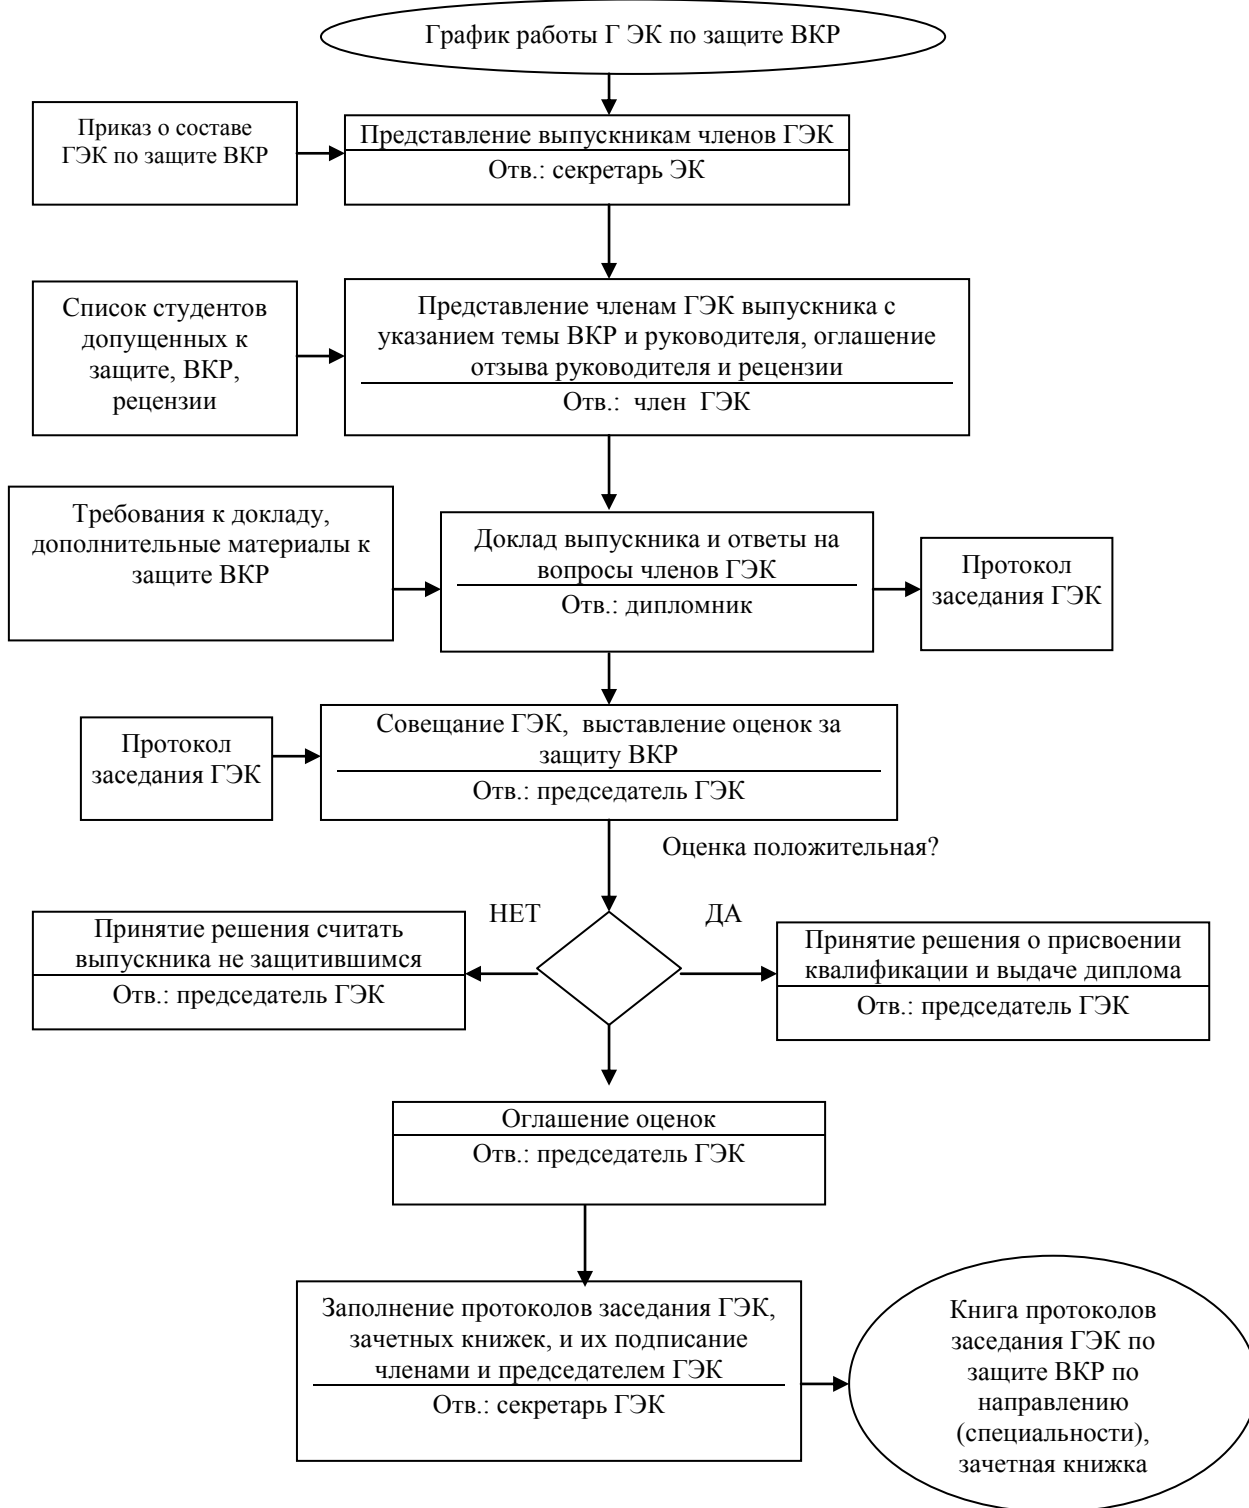 График работы Г ЭК по защите ВКР
Приказ о составе
ГЭК по защите ВКР
Представление выпускникам членов ГЭК
Отв.: секретарь ЭК
Список студентов
допущенных к
защите, ВКР,
рецензии
Представление членам ГЭК выпускника с
указанием темы ВКР и руководителя, оглашение
отзыва руководителя и рецензии
Отв.: член ГЭК
Требования к докладу,
дополнительные материалы к
защите ВКР
Доклад выпускника и ответы на
вопросы членов ГЭК
Отв.: дипломник
Протокол
заседания ГЭК
Протокол
заседания ГЭК
Совещание ГЭК, выставление оценок за
защиту ВКР
Отв.: председатель ГЭК
Оценка положительная?
НЕТ
ДА
Принятие решения считать
выпускника не защитившимся
Отв.: председатель ГЭК
Принятие решения о присвоении
квалификации и выдаче диплома
Отв.: председатель ГЭК
Оглашение оценок
Отв.: председатель ГЭК
Заполнение протоколов заседания ГЭК,
зачетных книжек, и их подписание
членами и председателем ГЭК
Отв.: секретарь ГЭК
Книга протоколов
заседания ГЭК по
защите ВКР по
направлению
(специальности),
зачетная книжка